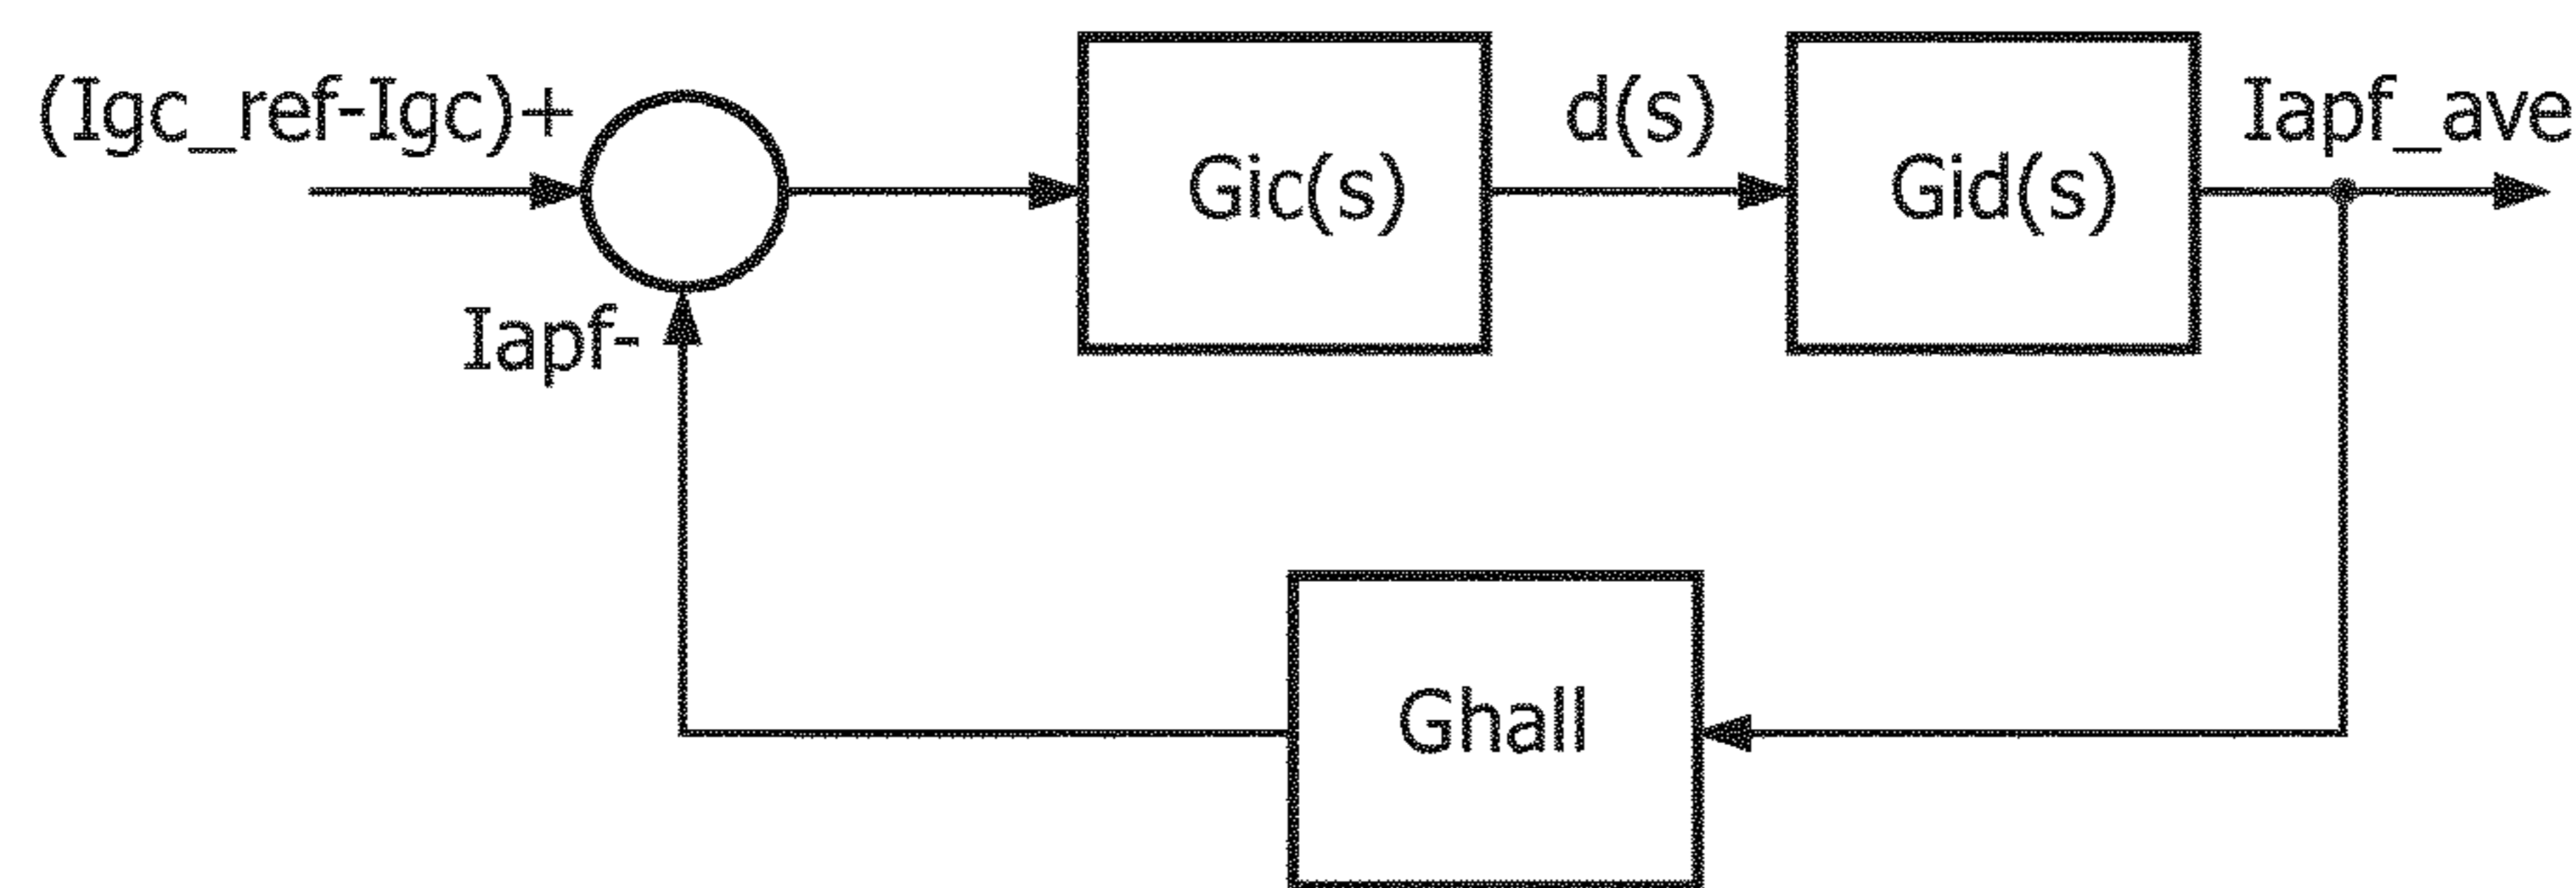 (Igc_ref-Igc)+
d(s)
Iapf_ave
Gic(s)
Gid(s)
Iapf-
Ghall